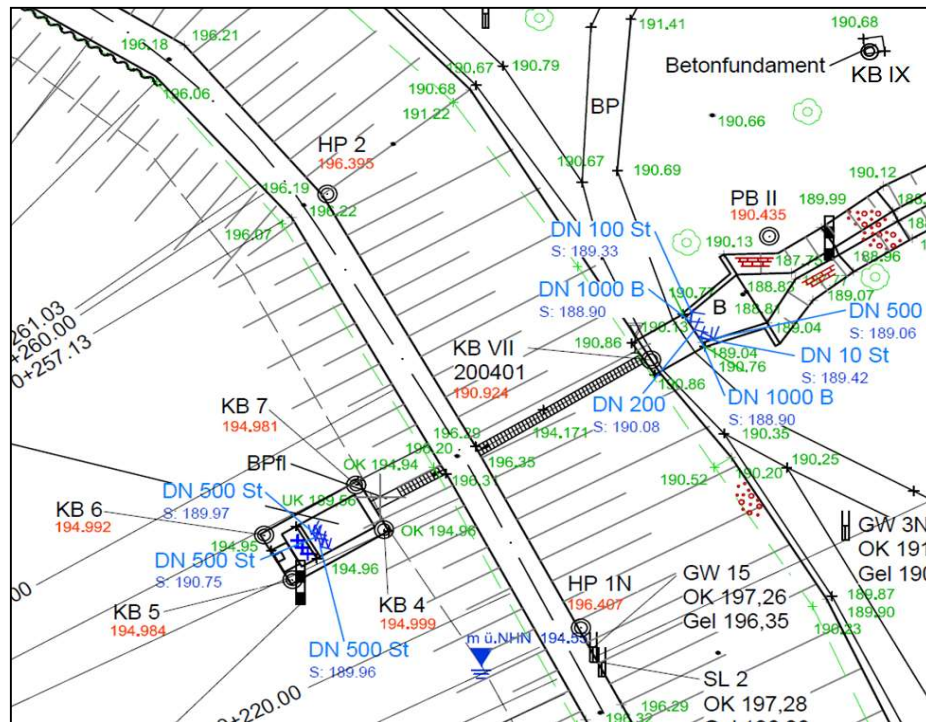 190.68
Betonfundament
KB IX
196.18
196.21
191.41
190.67
190.79
190.68
191.22
BP
196.06
190.66
HP 2
196.395
190.67
190.69
190.12
PB II
190.435
189.99
196.19
196.22
196.07
DN 100 St
S: 189.33
190.13
188.96
188.83
DN 1000 B
S: 188.90
B
188.81
189.07
DN 500
S: 189.06
261.03
+260.00
0+257.13
190.13
189.04
190.86
KB VII
200401
190.924
189.04
190.76
DN 10 St
S: 189.42
190.86
DN 1000 B
S: 188.90
DN 200
S: 190.08
KB 7
194.981
196.29
196.20
196.35
194.171
190.35
BPfl
OK 194.94
196.31
190.52
190.20
190.25
DN 500 St
S: 189.97
UK 189.56
KB 6
194.992
OK 194.96
GW 3N
OK 191
Gel 190
194.95
DN 500 St
S: 190.75
194.96
HP 1N
196.407
GW 15
OK 197,26
Gel 196,35
KB 5
194.984
KB 4
194.999
189.87
189.90
190.23
DN 500 St
S: 189.96
m ü.NHN 194.55
SL 2
OK 197,28
0+220.00
196.29
196.32